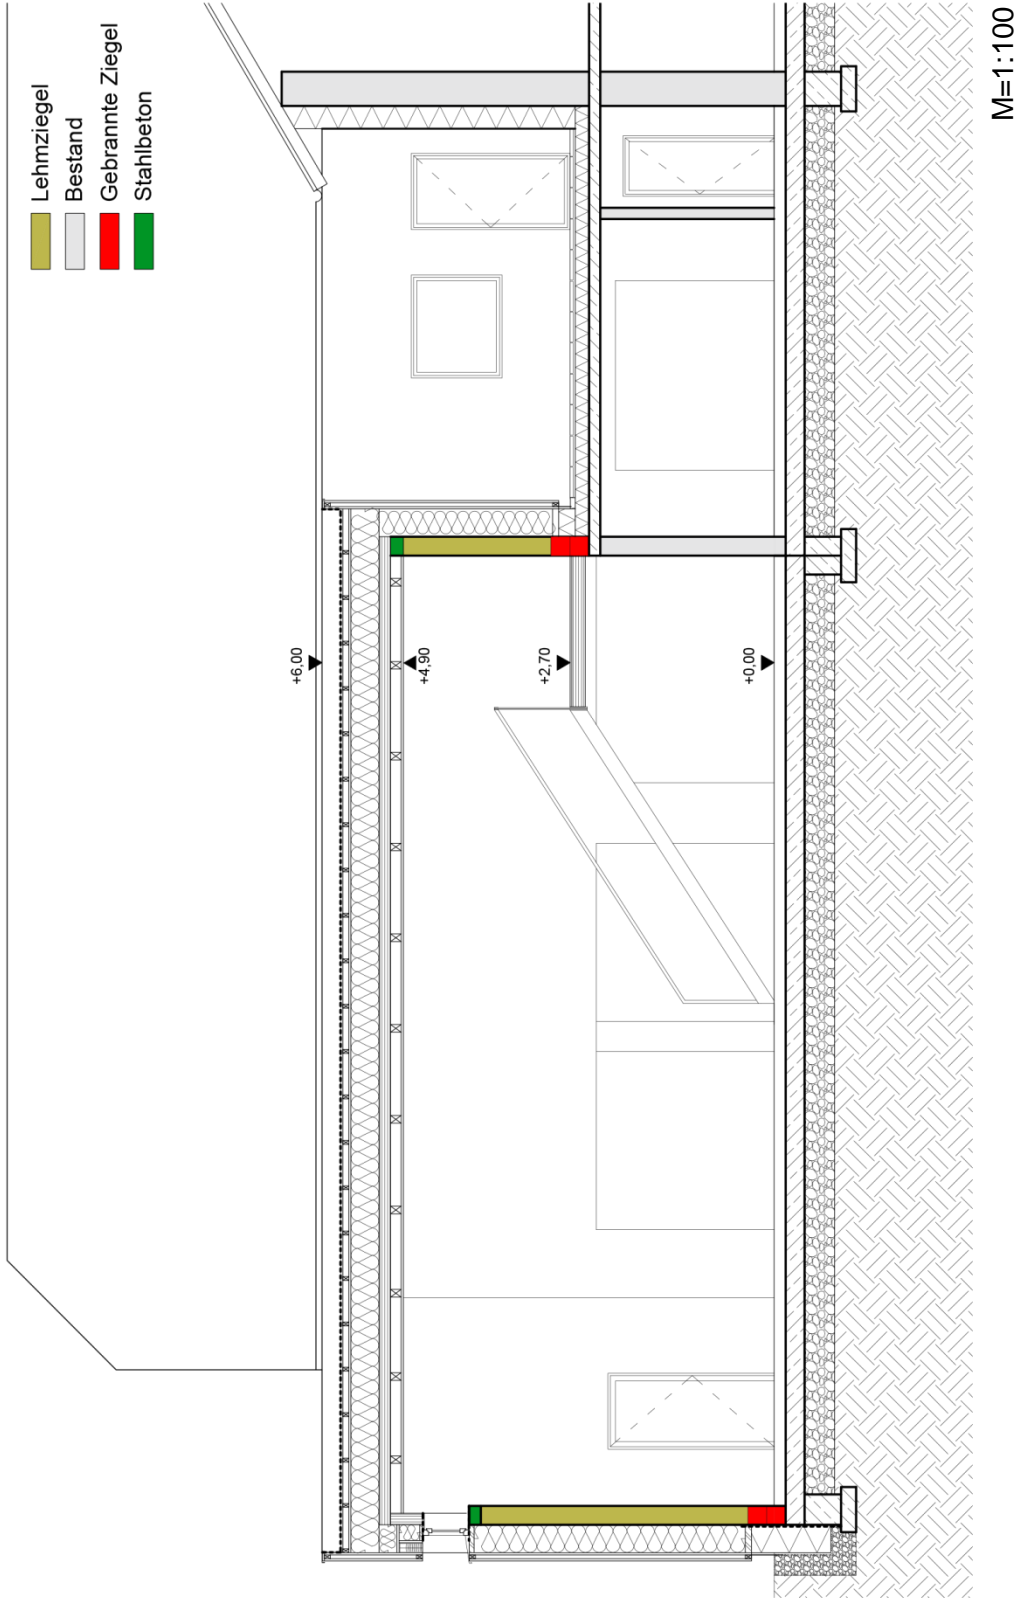 Lehmziegel
Bestand
Gebrannte Ziegel
Stahlbeton
+6,00
+4,90
+2,70
+0,00
M=1:100